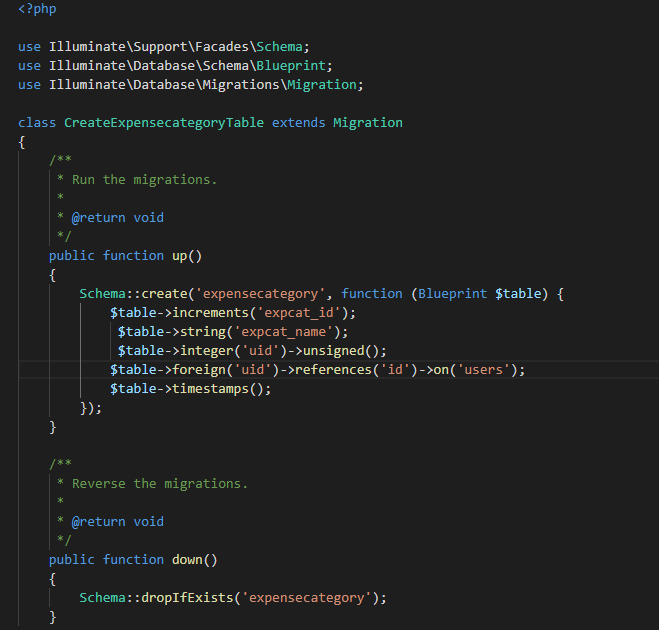 <?php
use Illuminate\Support\Facades\Schema;
use Illuminate\Database\Schema\Blueprint;
use Illuminate\Database\Migrations\Migration;
class CreateExpensecategoryTable extends Migration
{
/**
* Run the migrations.
*
* @return void
*/
public function up()
{
Schema::create('expensecategory', function (Blueprint $table) {
$table->increments('expcat_id');
$table->string('expcat_name');
$table->integer('uid')->unsigned();
$table->foreign('uid')->references('id')->on('users');
$table->timestamps();
});
}
/**
* Reverse the migrations.
*
* @return void
*/
public function down()
{
Schema::dropIfExists('expensecategory');
}